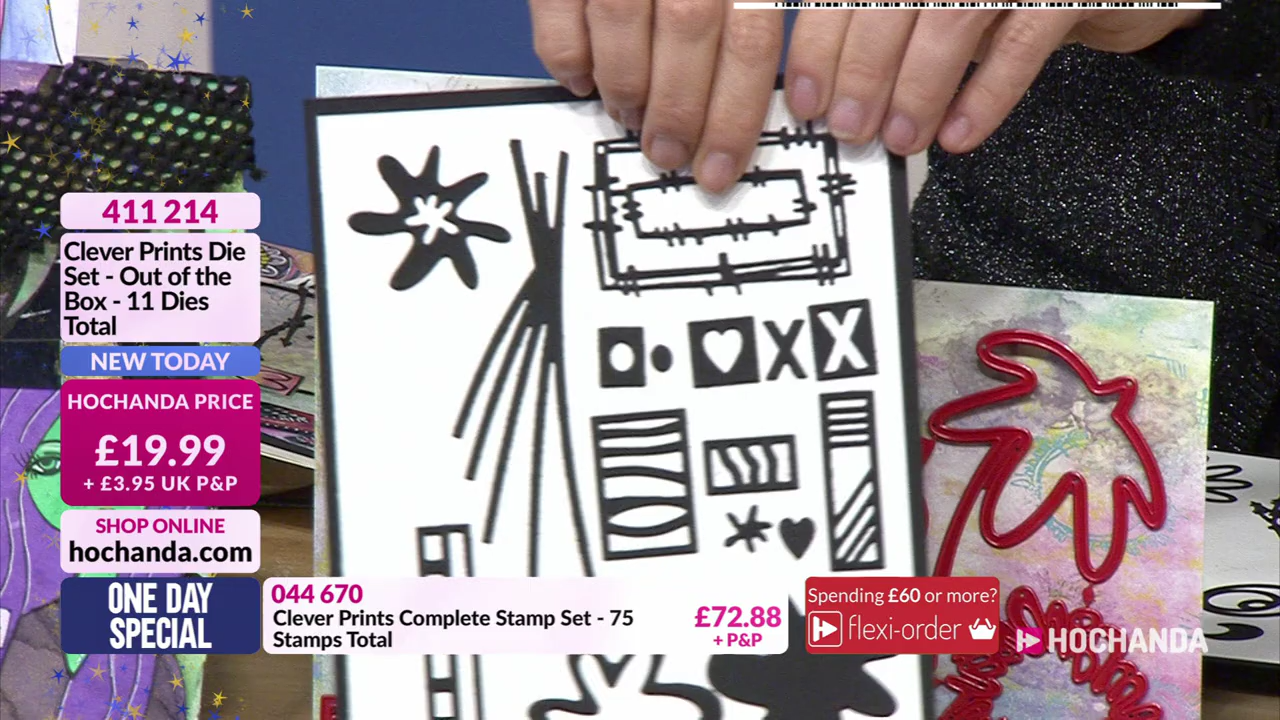 411 214
Clever Prints Die
Set - Out of the
Box - 11 Dies
Total
NEW TODAY
HOCHANDA PRICE
£19.99
+ £3.95 UK P&P
SHOP ONLINE
hochanda.com
ONE DAY
SPECIAL
044 670
Clever Prints Complete Stamp Set - 75
Stamps Total
£72.88
+ P&P
Spending £60 or more?
flexi-order
HOCHANDA
X X